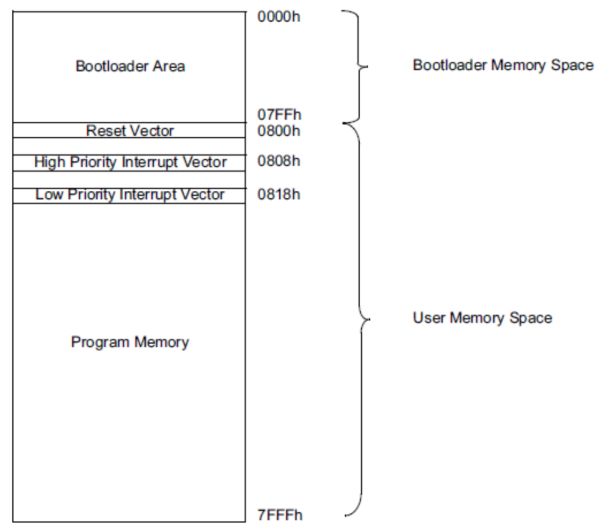 0000h
Bootloader Area
Bootloader Memory Space
07FFh
Reset Vector 0800h
High Priority Interrupt Vector 0808h
Low Priority Interrupt Vector 0818h
User Memory Space
Program Memory
7FFFh